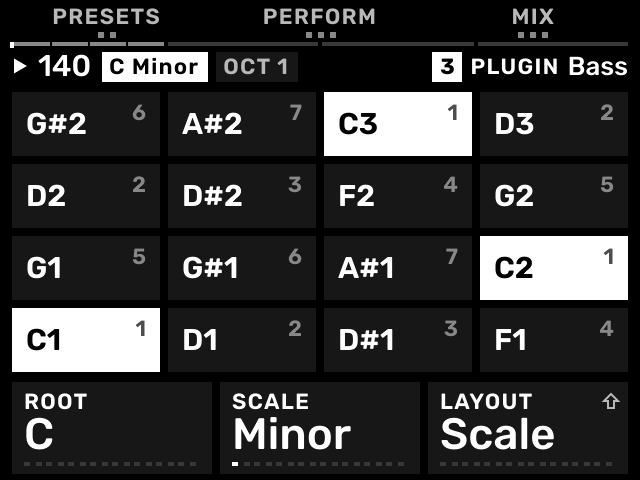 PRESETS PERFORM MIX
140 C Minor OCT 1 3 PLUGIN Bass
G#2 6 A#2 7 C3 1 D3 2
D2 2 D#2 3 F2 4 G2 5
G1 5 G#1 6 A#1 7 C2 1
C1 1 D1 2 D#1 3 F1 4
ROOT SCALE LAYOUT
C Minor Scale